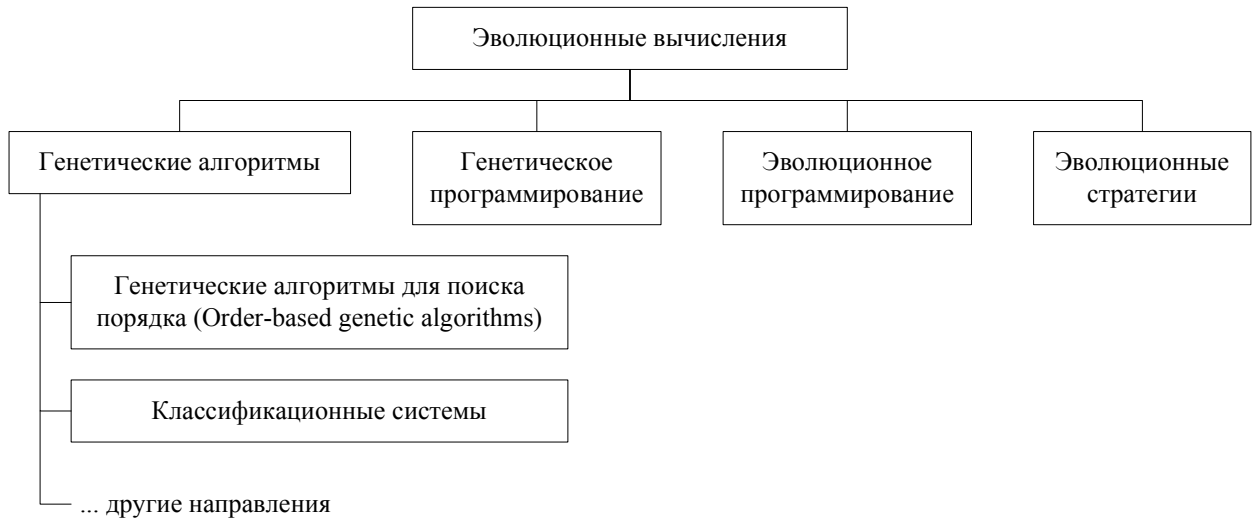 Эволюционные вычисления
Генетические алгоритмы
Генетическое
программирование
Эволюционное
программирование
Эволюционные
стратегии
Генетические алгоритмы для поиска
порядка (Order-based genetic algorithms)
Классификационные системы
... другие направления